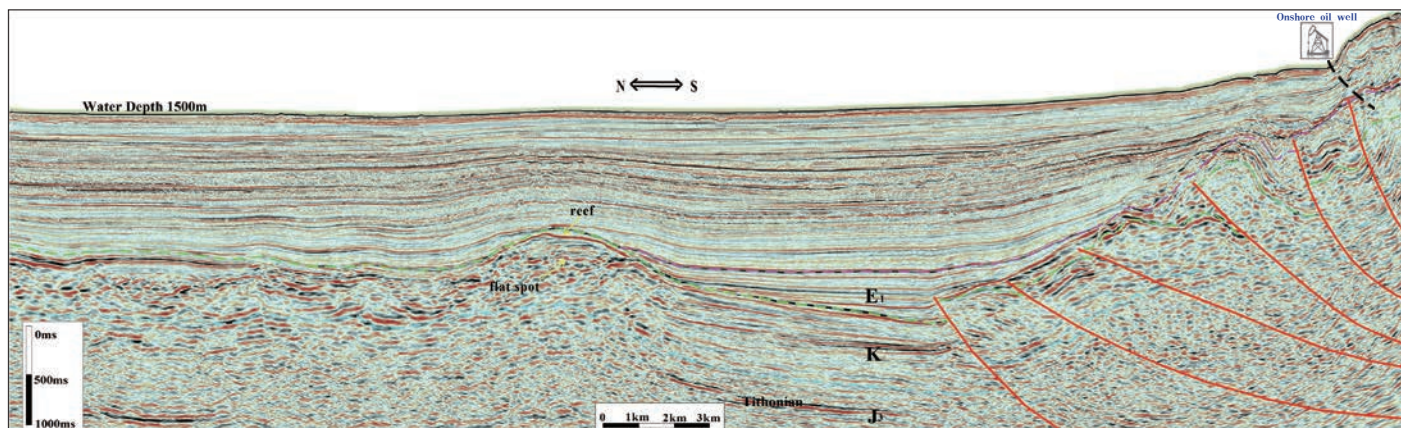 Onshore oil well
N S
Water Depth 1500m
reef
flat spot
E1
0ms
K
500ms
Tithonian
0 1km 2km 3km
J3
1000ms